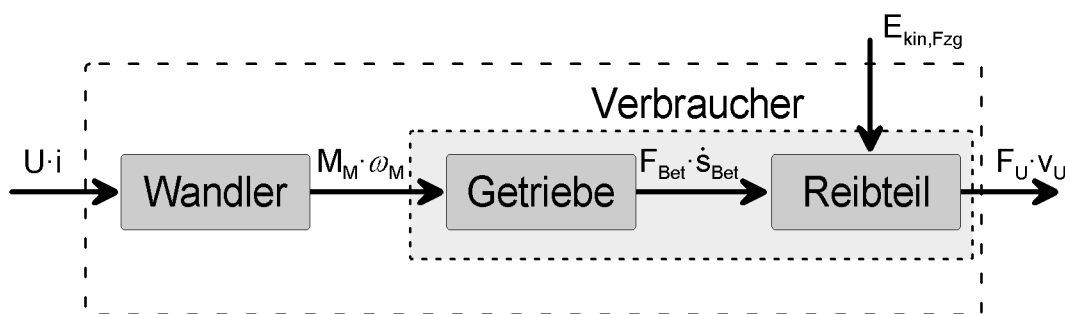 E_kin,Fzg
Verbraucher
U·i
Wandler
M_M·ω_M
Getriebe
F_Bet·ṡ_Bet
Reibteil
F_U·v_U